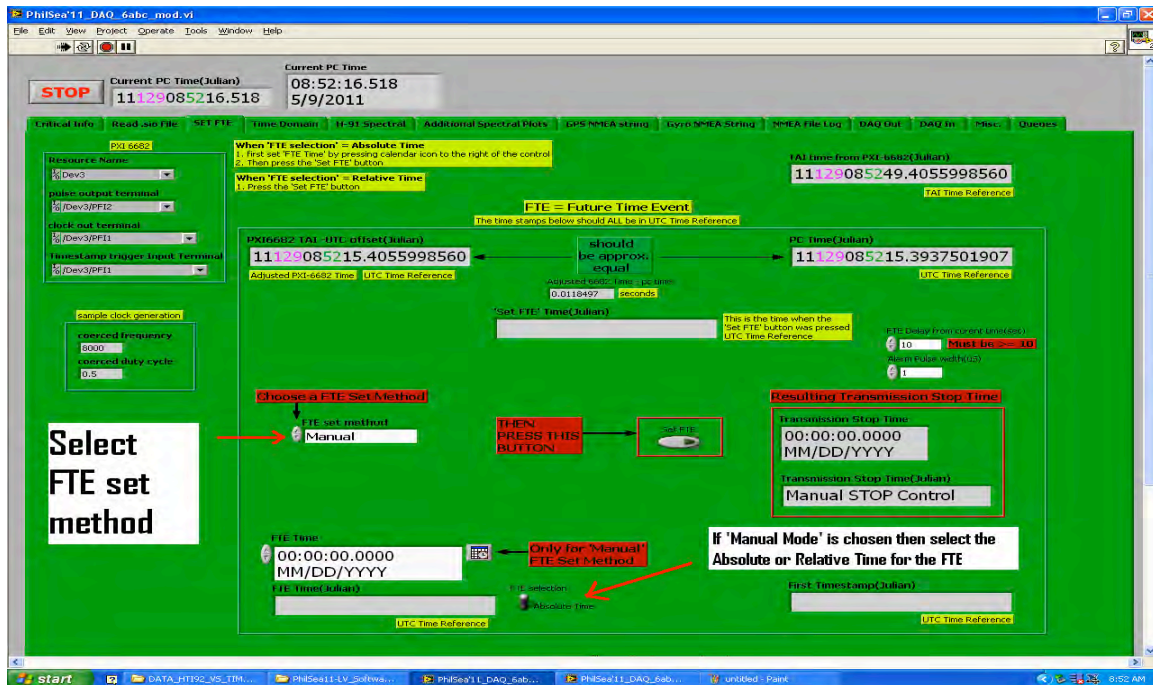 PhilSea'11_DAQ_6abc_mod.vi
File Edit View Project Operate Tools Window Help
STOP
Current PC Time(Julian)
11129085216.518
Current PC Time
08:52:16.518
5/9/2011
Critical Info Read .sio File SET FTE Time Domain H-91 Spectral Additional Spectral Plots GPS NMEA string Gyro NMEA String NMEA File Log DAQ Out DAQ In Misc. Queues
PXI 6682
Resource Name
Dev3
pulse output terminal
/Dev3/PFI2
clock out terminal
/Dev3/PFI1
Timestamp trigger Input Terminal
/Dev3/PFI1
When 'FTE selection' = Absolute Time
1. first set 'FTE Time' by pressing calendar icon to the right of the control
2. Then press the 'Set FTE' button
When 'FTE selection' = Relative Time
1. Press the 'Set FTE' button
TAI time from PXI-6682(Julian)
11129085249.4055998560
TAI Time Reference
FTE = Future Time Event
The time stamps below should ALL be in UTC Time Reference
PXI6682 TAI -UTC offset(Julian)
11129085215.4055998560
Adjusted PXI-6682 Time UTC Time Reference
should
be approx.
equal
PC Time(Julian)
11129085215.3937501907
UTC Time Reference
Adjusted 6682 Time - pc time
0.0118497 seconds
sample clock generation
coerced frequency
8000
coerced duty cycle
0.5
'Set FTE' Time(Julian)
This is the time when the
'Set FTE' button was pressed
UTC Time Reference
FTE Delay from current time(sec)
10 Must be >= 10
Alarm Pulse width(uS)
1
Choose a FTE Set Method
FTE set method
Manual
Select
FTE set
method
THEN
PRESS THIS
BUTTON
Set FTE
Resulting Transmission Stop Time
Transmission Stop Time
00:00:00.0000
MM/DD/YYYY
Transmission Stop Time(Julian)
Manual STOP Control
FTE Time
00:00:00.0000
MM/DD/YYYY
Only for 'Manual'
FTE Set Method
If 'Manual Mode' is chosen then select the
Absolute or Relative Time for the FTE
FTE Time(Julian)
UTC Time Reference
FTE selection
Absolute Time
First Timestamp(Julian)
UTC Time Reference
start DATA_HTI92_VS_TIM... PhilSea11-LV_Softwa... PhilSea'11_DAQ_6ab... PhilSea'11_DAQ_6ab... untitled - Paint 8:52 AM